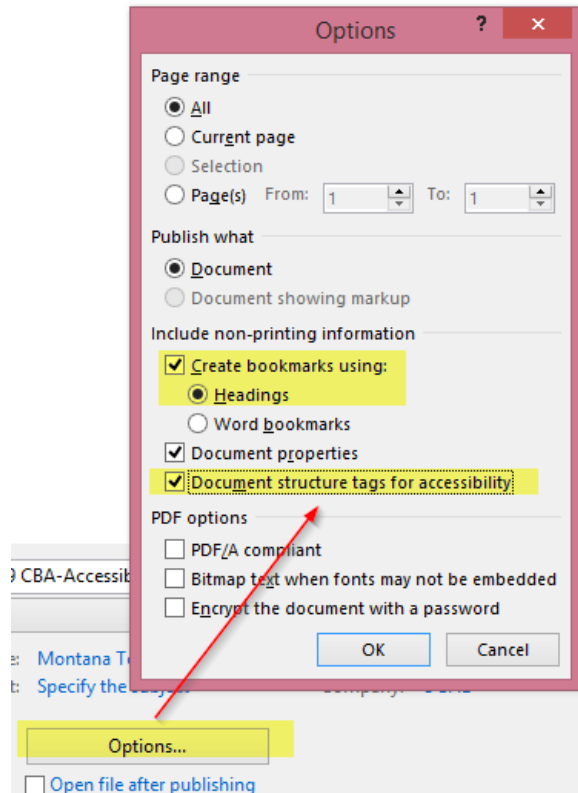 Options ? ×
Page range
All
Current page
Selection
Page(s) From: 1 To: 1
Publish what
Document
Document showing markup
Include non-printing information
Create bookmarks using:
Headings
Word bookmarks
Document properties
Document structure tags for accessibility
PDF options
PDF/A compliant
9 CBA-Accessib
Bitmap text when fonts may not be embedded
Encrypt the document with a password
OK Cancel
e: Montana Te
t: Specify the
Options...
Open file after publishing